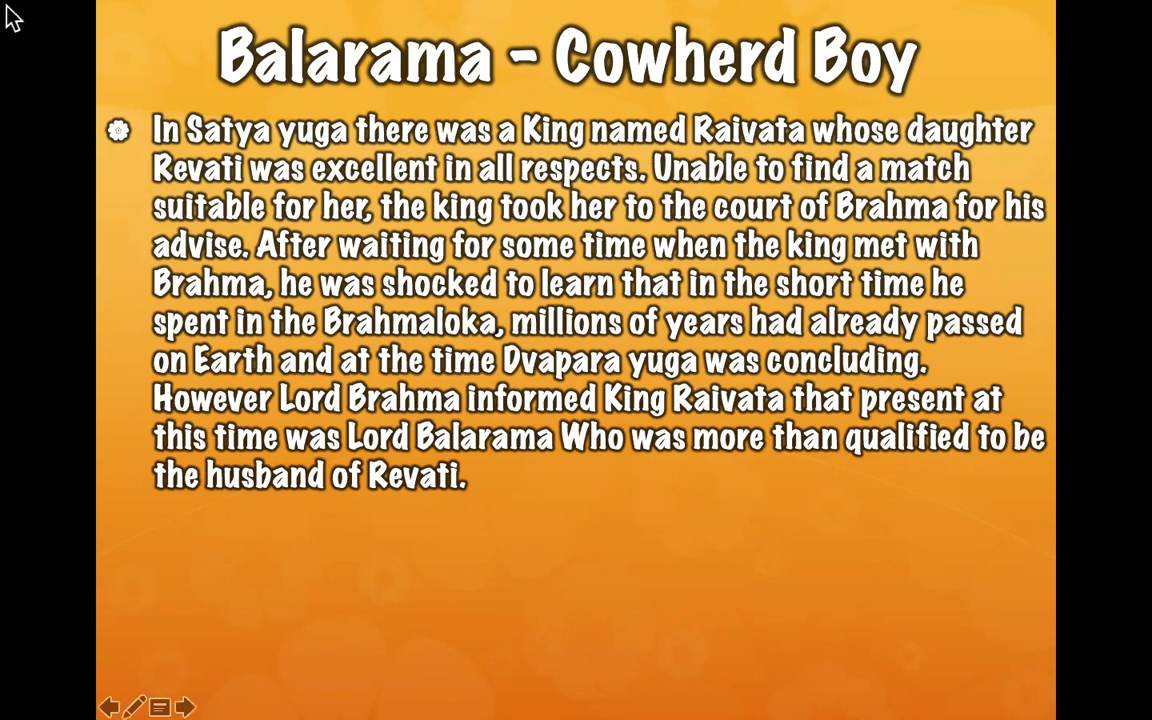 Balarama - Cowherd Boy
In Satya yuga there was a King named Raivata whose daughter
Revati was excellent in all respects. Unable to find a match
suitable for her, the king took her to the court of Brahma for his
advise. After waiting for some time when the king met with
Brahma, he was shocked to learn that in the short time he
spent in the Brahmaloka, millions of years had already passed
on Earth and at the time Dvapara yuga was concluding.
However Lord Brahma informed King Raivata that present at
this time was Lord Balarama Who was more than qualified to be
the husband of Revati.